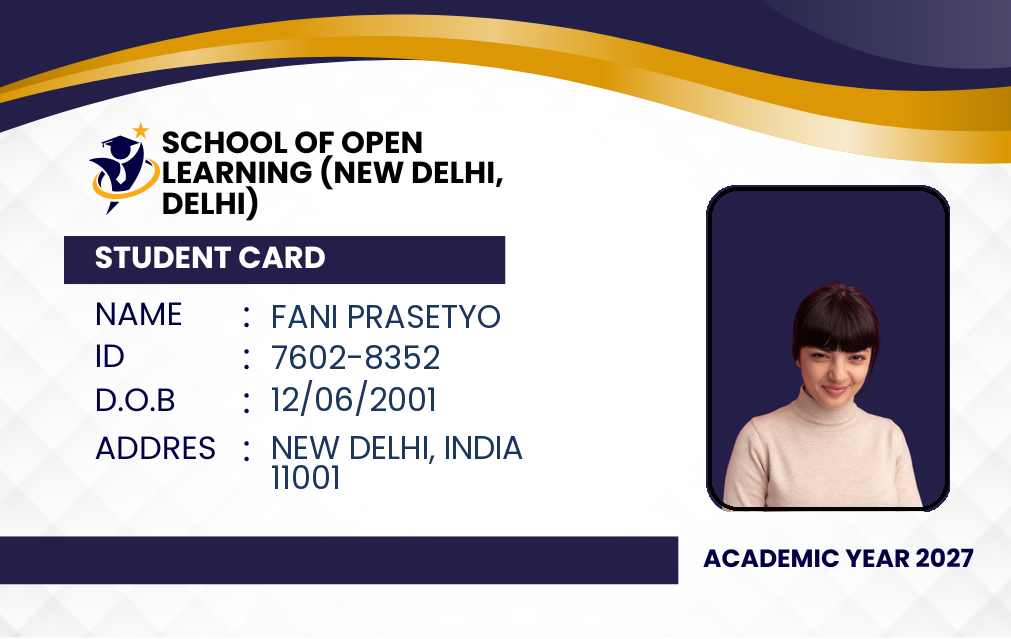 SCHOOL OF OPEN
LEARNING (NEW DELHI,
DELHI)
STUDENT CARD
NAME : FANI PRASETYO
ID : 7602-8352
D.O.B : 12/06/2001
ADDRES : NEW DELHI, INDIA
11001
ACADEMIC YEAR 2027